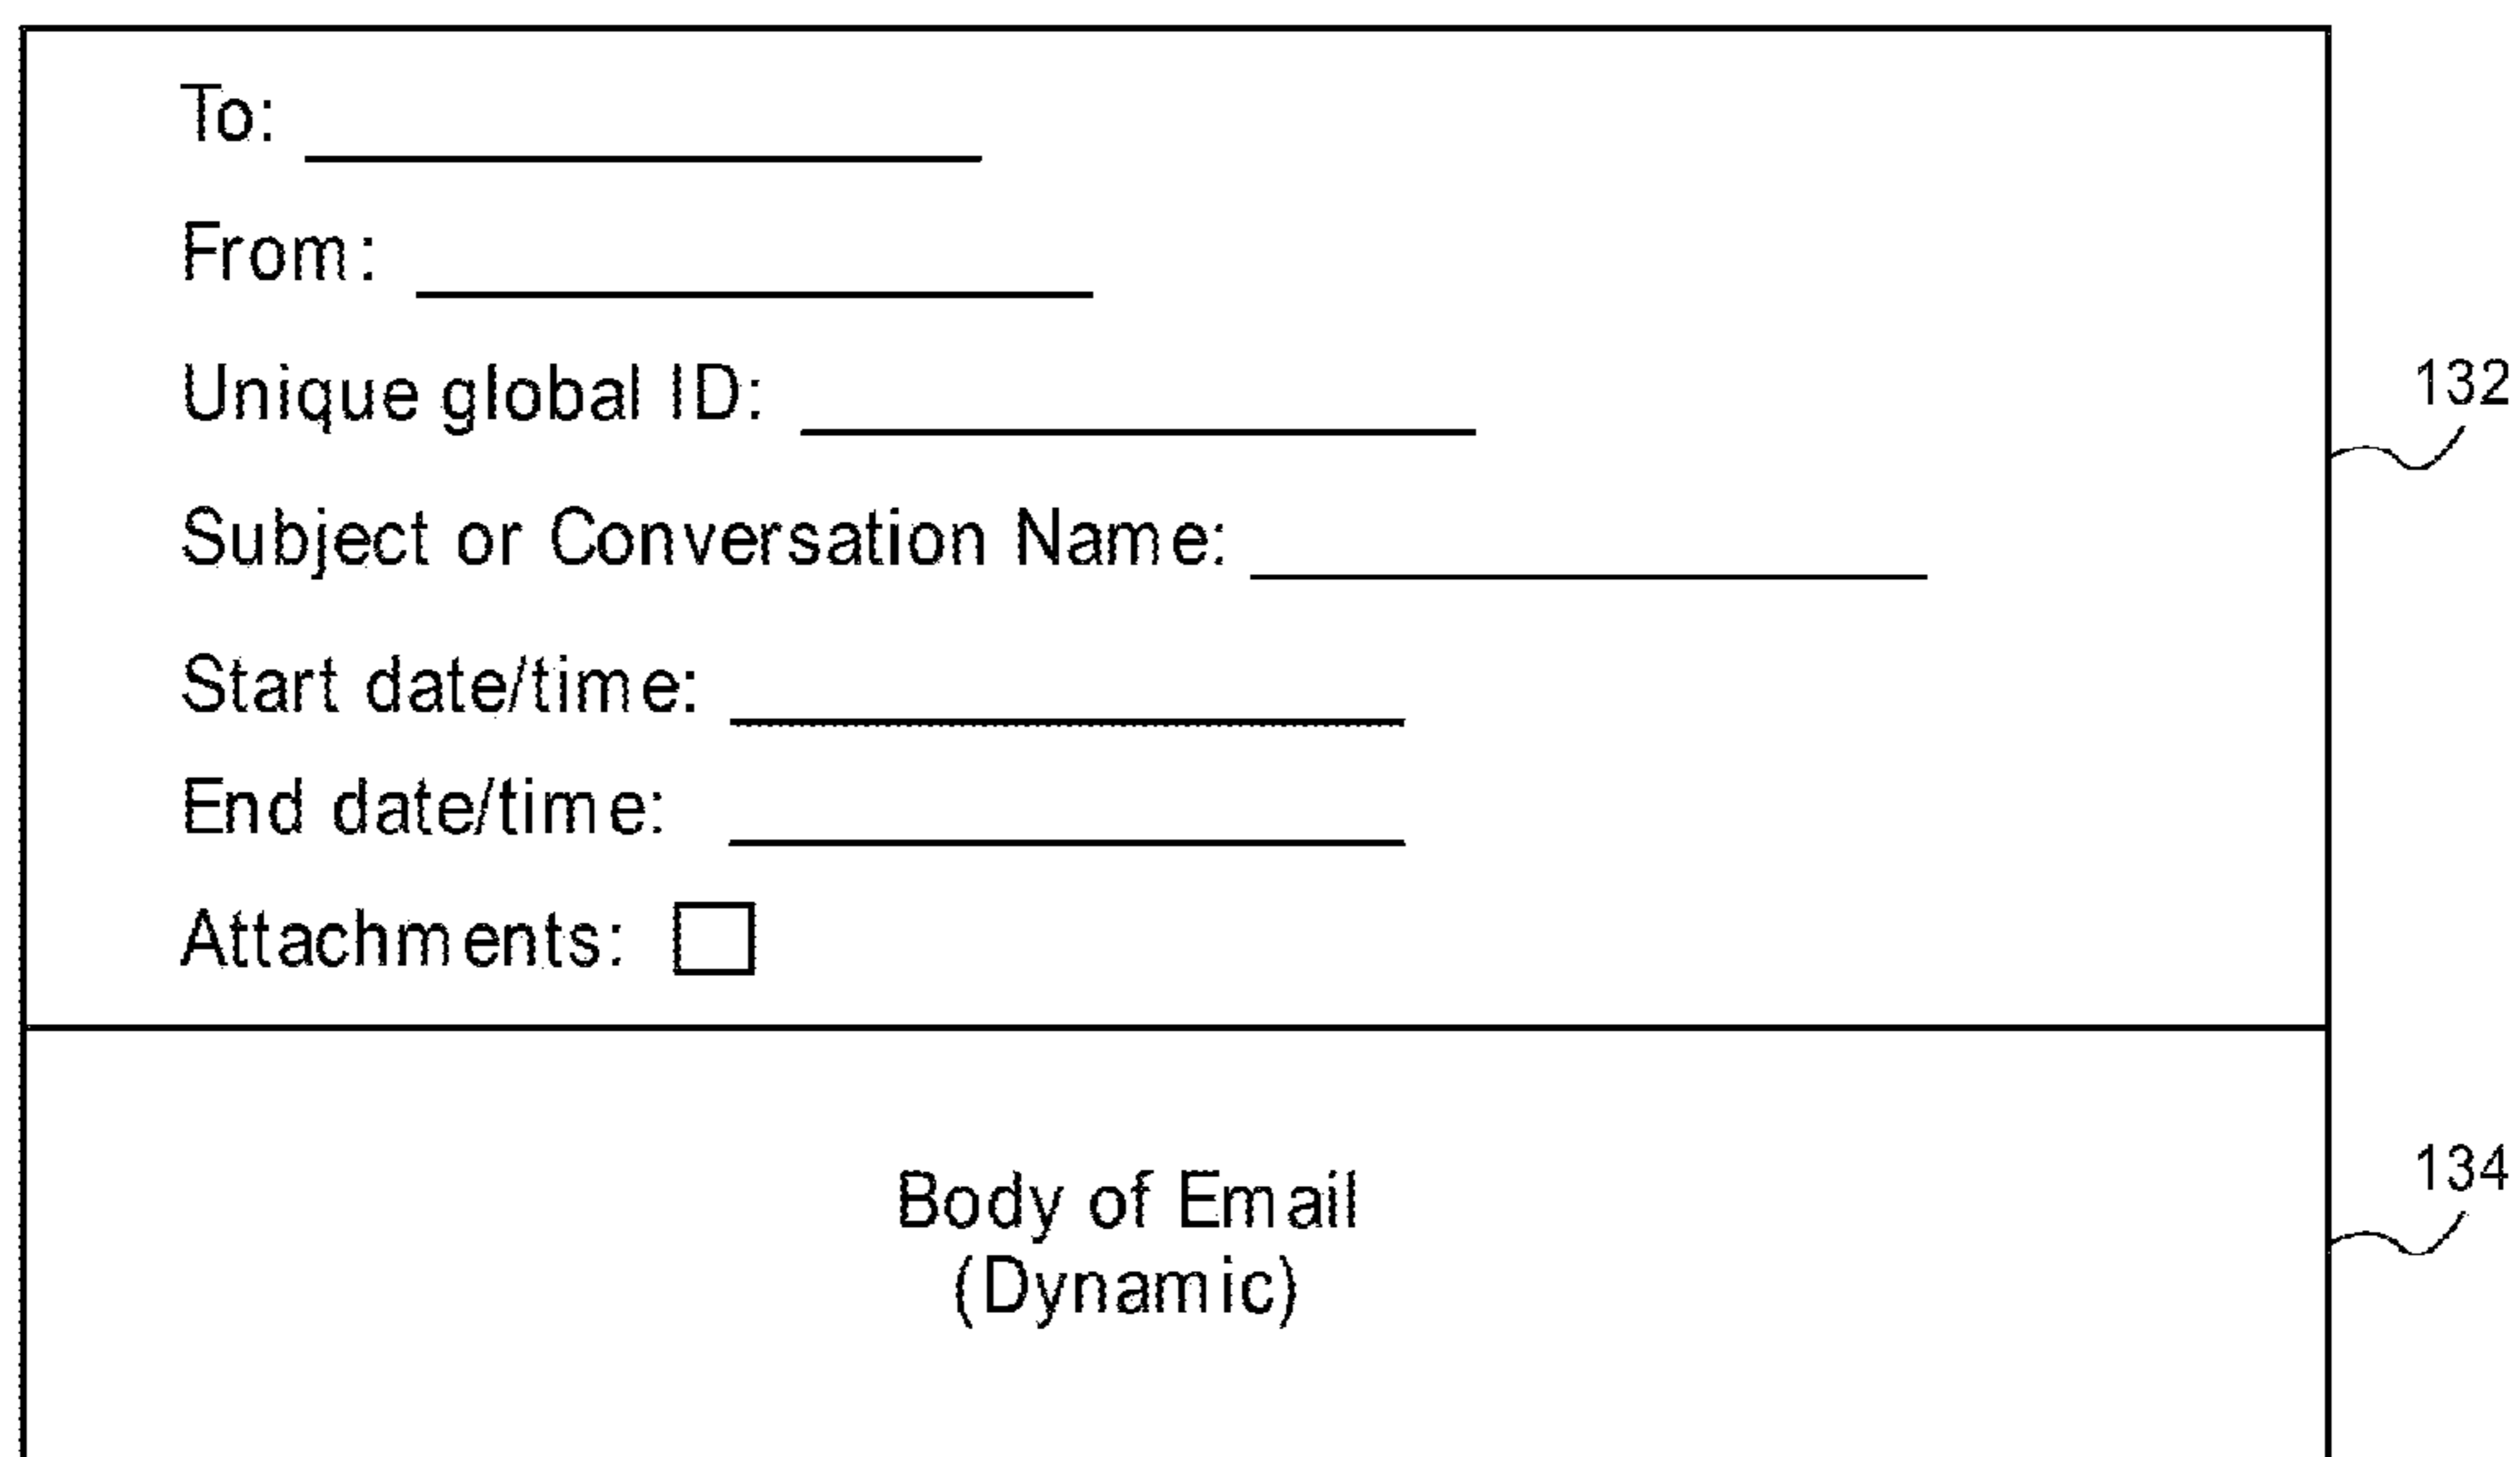 To:
From:
Unique global ID:
132
Subject or Conversation Name:
Start date/time:
End date/time:
Attachments:
134
Body of Email
(Dynamic)